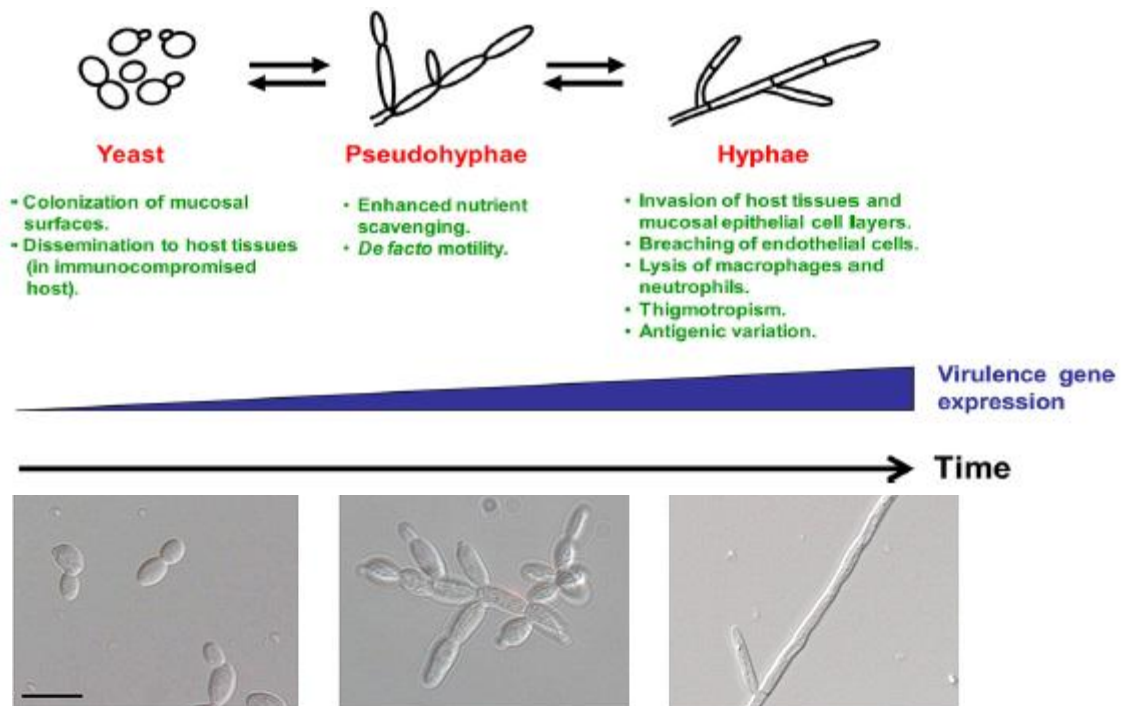 Yeast
Pseudohyphae
Hyphae
- Colonization of mucosal
surfaces.
- Dissemination to host tissues
(in immunocompromised
host).
• Enhanced nutrient
scavenging.
• De facto motility.
• Invasion of host tissues and
mucosal epithelial cell layers.
• Breaching of endothelial cells.
• Lysis of macrophages and
neutrophils.
• Thigmotropism.
• Antigenic variation.
Virulence gene
expression
Time